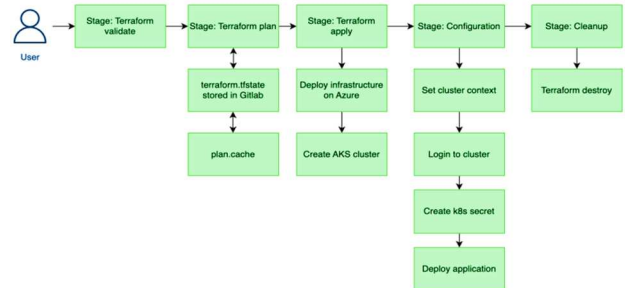 User
Stage: Terraform
validate
Stage: Terraform plan
Stage: Terraform
apply
Stage: Configuration
Stage: Cleanup
terraform.tfstate
stored in Gitlab
Deploy infrastructure
on Azure
Set cluster context
Terraform destroy
plan.cache
Create AKS cluster
Login to cluster
Create k8s secret
Deploy application